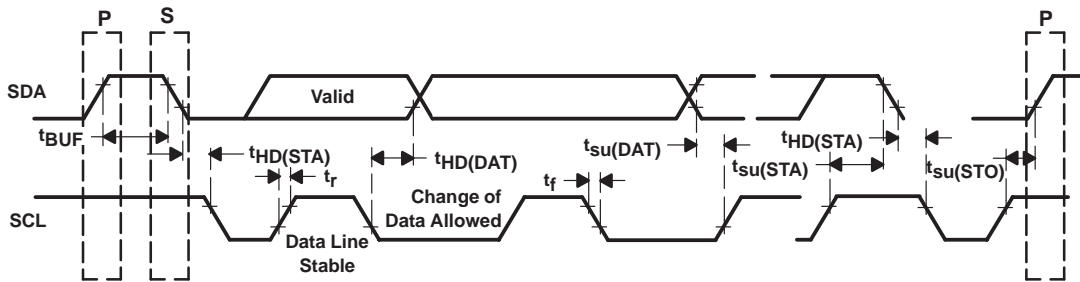 P
S
P
SDA
Valid
tBUF
tHD(STA)
tr
tHD(DAT)
tsu(DAT)
tsu(STA)
tHD(STA)
tsu(STO)
tf
SCL
Change of
Data Allowed
Data Line
Stable